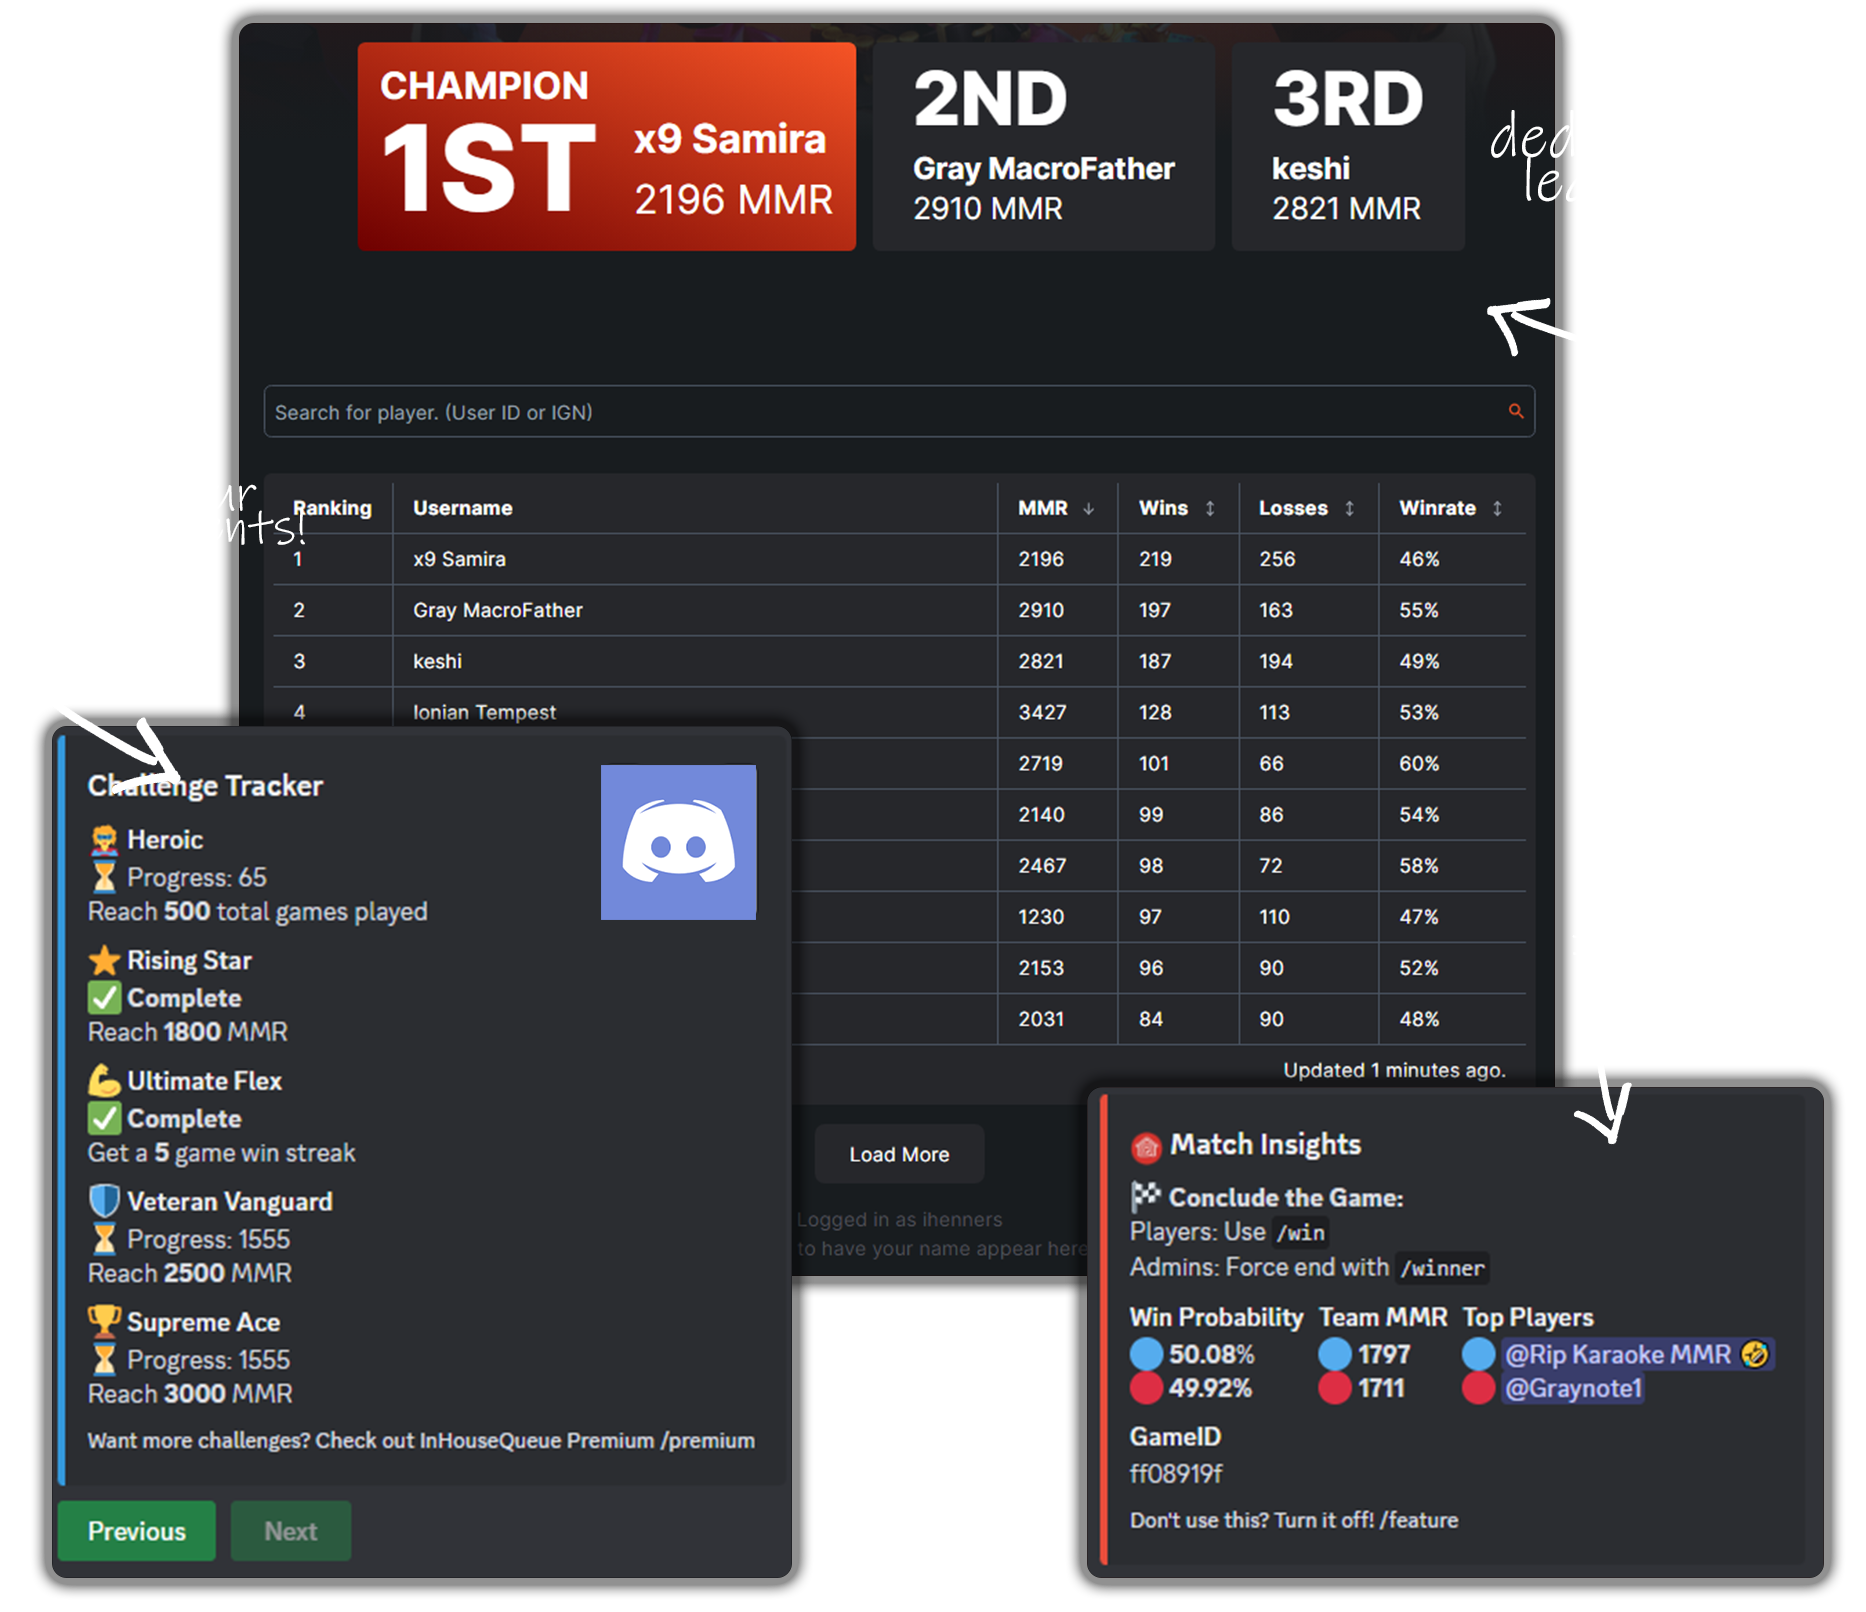 CHAMPION
1ST
x9 Samira
2196 MMR
2ND
Gray MacroFather
2910 MMR
3RD
keshi
2821 MMR
Search for player. (User ID or IGN)
Ranking Username MMR Wins Losses Winrate
1 x9 Samira 2196 219 256 46%
2 Gray MacroFather 2910 197 163 55%
3 keshi 2821 187 194 49%
4 Ionian Tempest 3427 128 113 53%
2719 101 66 60%
2140 99 86 54%
2467 98 72 58%
1230 97 110 47%
2153 96 90 52%
2031 84 90 48%
Updated 1 minutes ago.
Load More
Logged in as ihenners
to have your name appear here
Challenge Tracker
Heroic
Progress: 65
Reach 500 total games played
Rising Star
Complete
Reach 1800 MMR
Ultimate Flex
Complete
Get a 5 game win streak
Veteran Vanguard
Progress: 1555
Reach 2500 MMR
Supreme Ace
Progress: 1555
Reach 3000 MMR
Want more challenges? Check out InHouseQueue Premium /premium
Previous Next
Match Insights
Conclude the Game:
Players: Use /win
Admins: Force end with /winner
Win Probability Team MMR Top Players
50.08% 1797 @Rip Karaoke MMR 🤣
49.92% 1711 @Graynote1
GameID
ff08919f
Don't use this? Turn it off! /feature